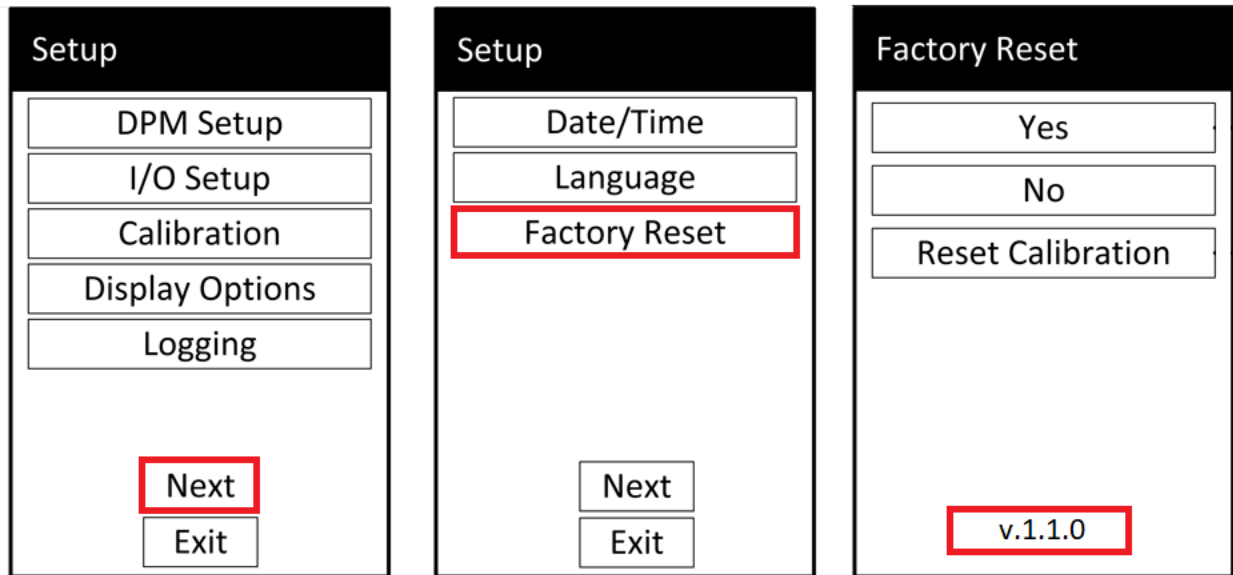 Setup
DPM Setup
I/O Setup
Calibration
Display Options
Logging
Next
Exit
Setup
Date/Time
Language
Factory Reset
Next
Exit
Factory Reset
Yes
No
Reset Calibration
v.1.1.0